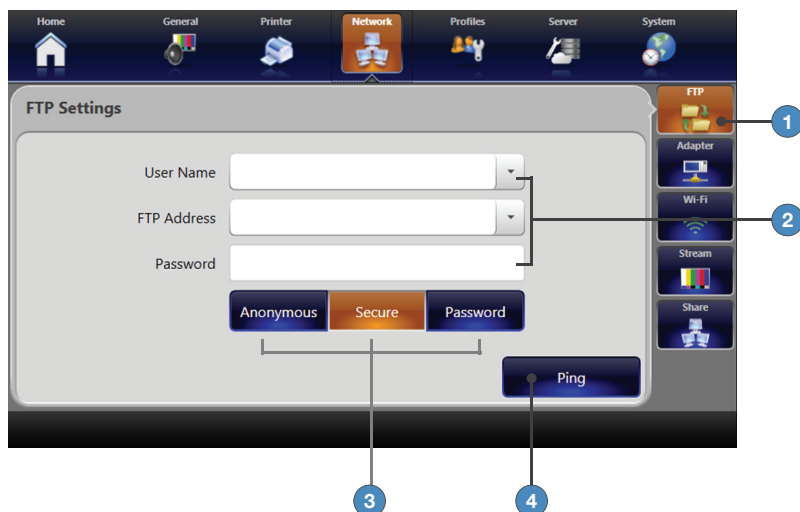 Home General Printer Network Profiles Server System
FTP Settings
FTP
1
Adapter
User Name
Wi-Fi
FTP Address
2
Password
Stream
Anonymous Secure Password
Share
Ping
3 4